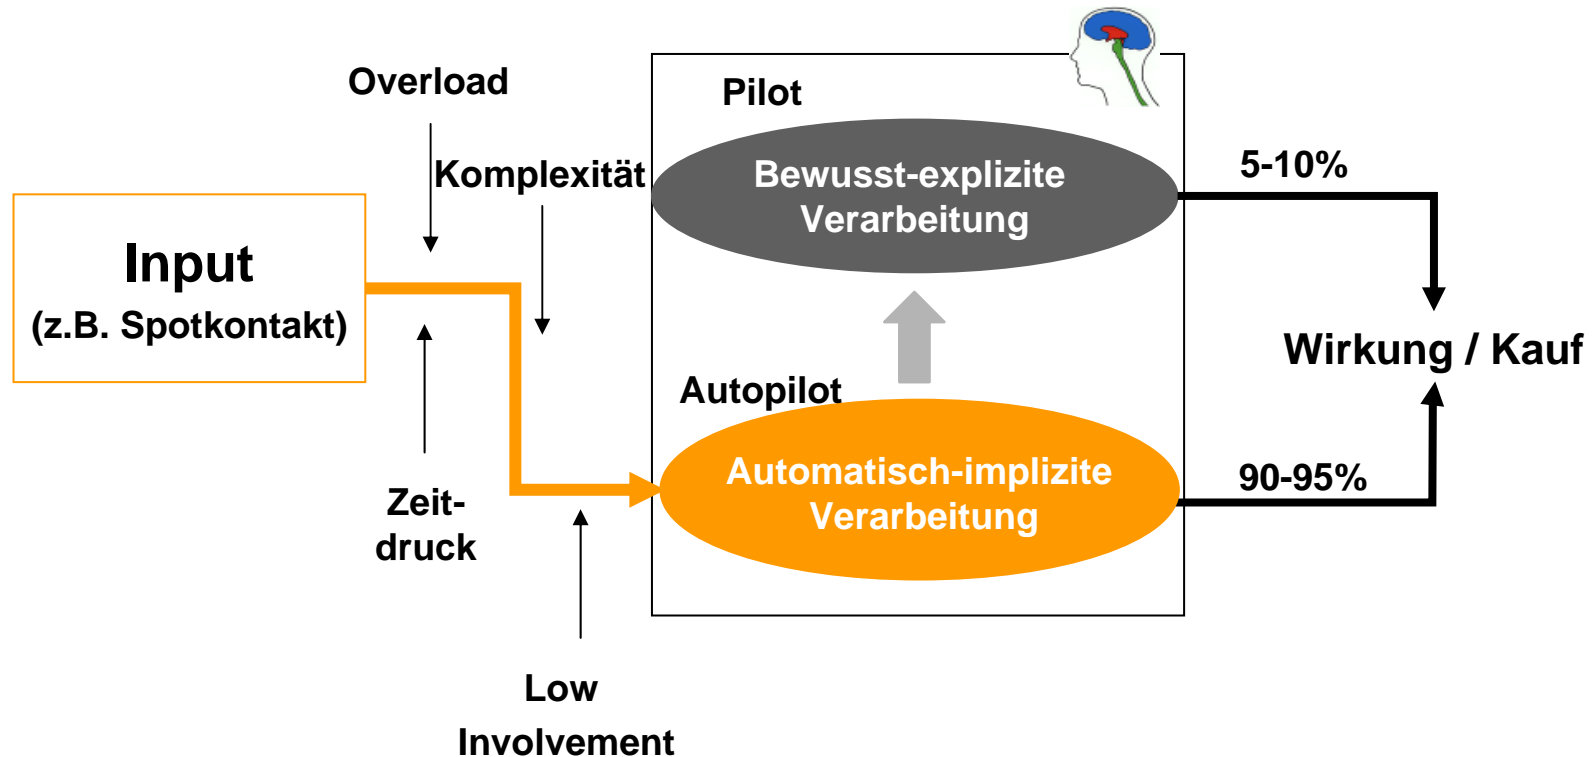 Overload
Komplexität
Input
(z.B. Spotkontakt)
Zeit-
druck
Low
Involvement
Pilot
Bewusst-explizite
Verarbeitung
Autopilot
Automatisch-implizite
Verarbeitung
5-10%
90-95%
Wirkung / Kauf